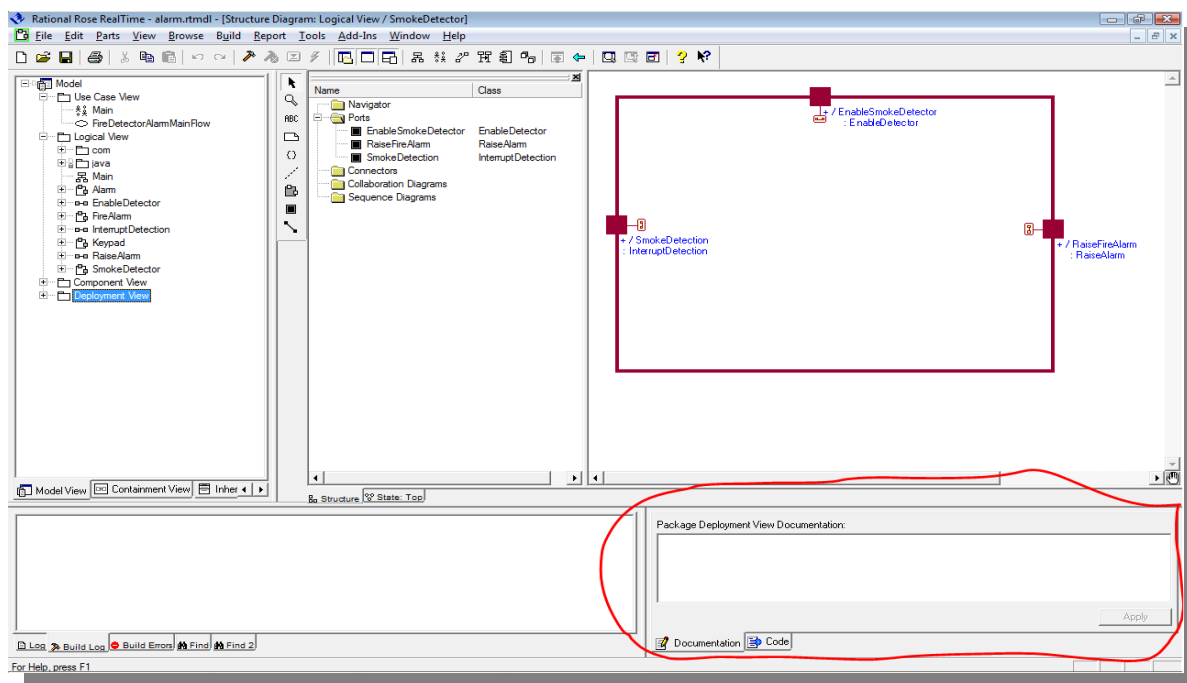 Rational Rose RealTime - alarm.rtmdl - [Structure Diagram: Logical View / SmokeDetector]
File Edit Parts View Browse Build Report Tools Add-Ins Window Help
ABC
Model
Use Case View
Main
FireDetectorAlarmMainFlow
Logical View
com
java
Main
Alarm
EnableDetector
FireAlarm
InterruptDetection
Keypad
RaiseAlarm
SmokeDetector
Component View
Deployment View
Model View Containment View Inher
Name Class
Navigator
Ports
EnableSmokeDetector EnableDetector
RaiseFireAlarm RaiseAlarm
SmokeDetection InterruptDetection
Connectors
Collaboration Diagrams
Sequence Diagrams
Structure State: Top
+ / EnableSmokeDetector
: EnableDetector
+ / SmokeDetection
: InterruptDetection
+ / RaiseFireAlarm
: RaiseAlarm
Log Build Log Build Errors Find Find 2
Package Deployment View Documentation:
Apply
Documentation Code
For Help, press F1